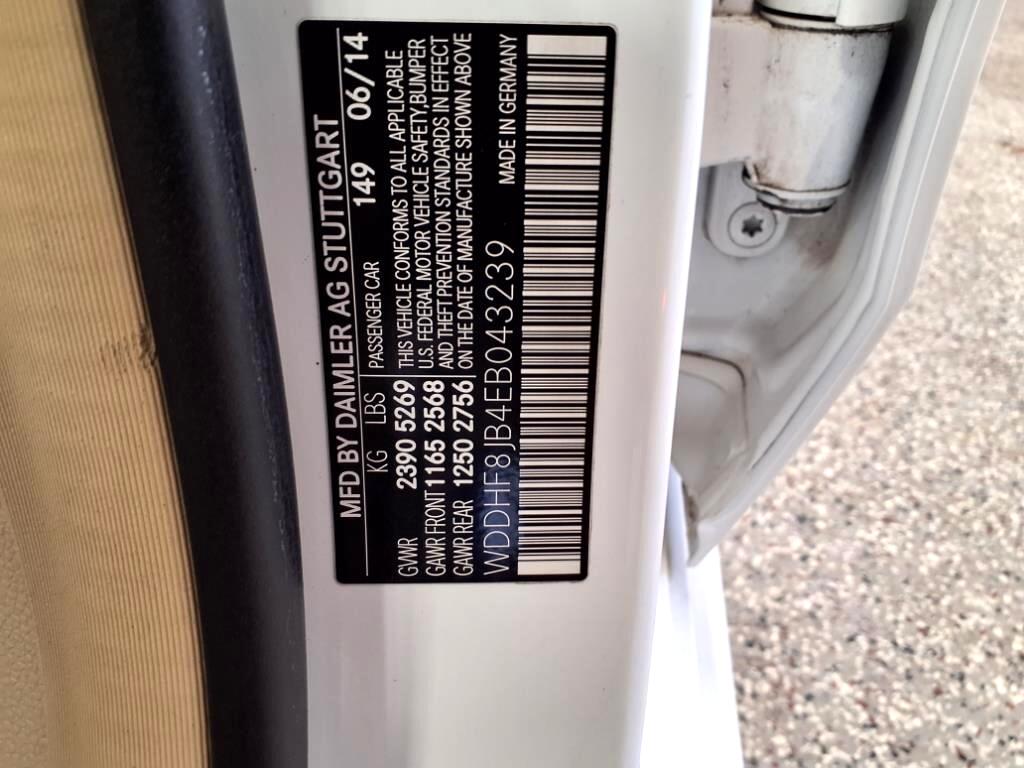 MFD BY DAIMLER AG STUTTGART
KG LBS PASSENGER CAR 149 06/14
GWR 2390 5269 THIS VEHICLE CONFORMS TO ALL APPLICABLE
GAWR FRONT 1165 2568 U.S. FEDERAL MOTOR VEHICLE SAFETY,BUMPER
GAWR REAR 1250 2756 AND THEFT PREVENTION STANDARDS IN EFFECT
ON THE DATE OF MANUFACTURE SHOWN ABOVE
WDDHF8JB4EB043239 MADE IN GERMANY